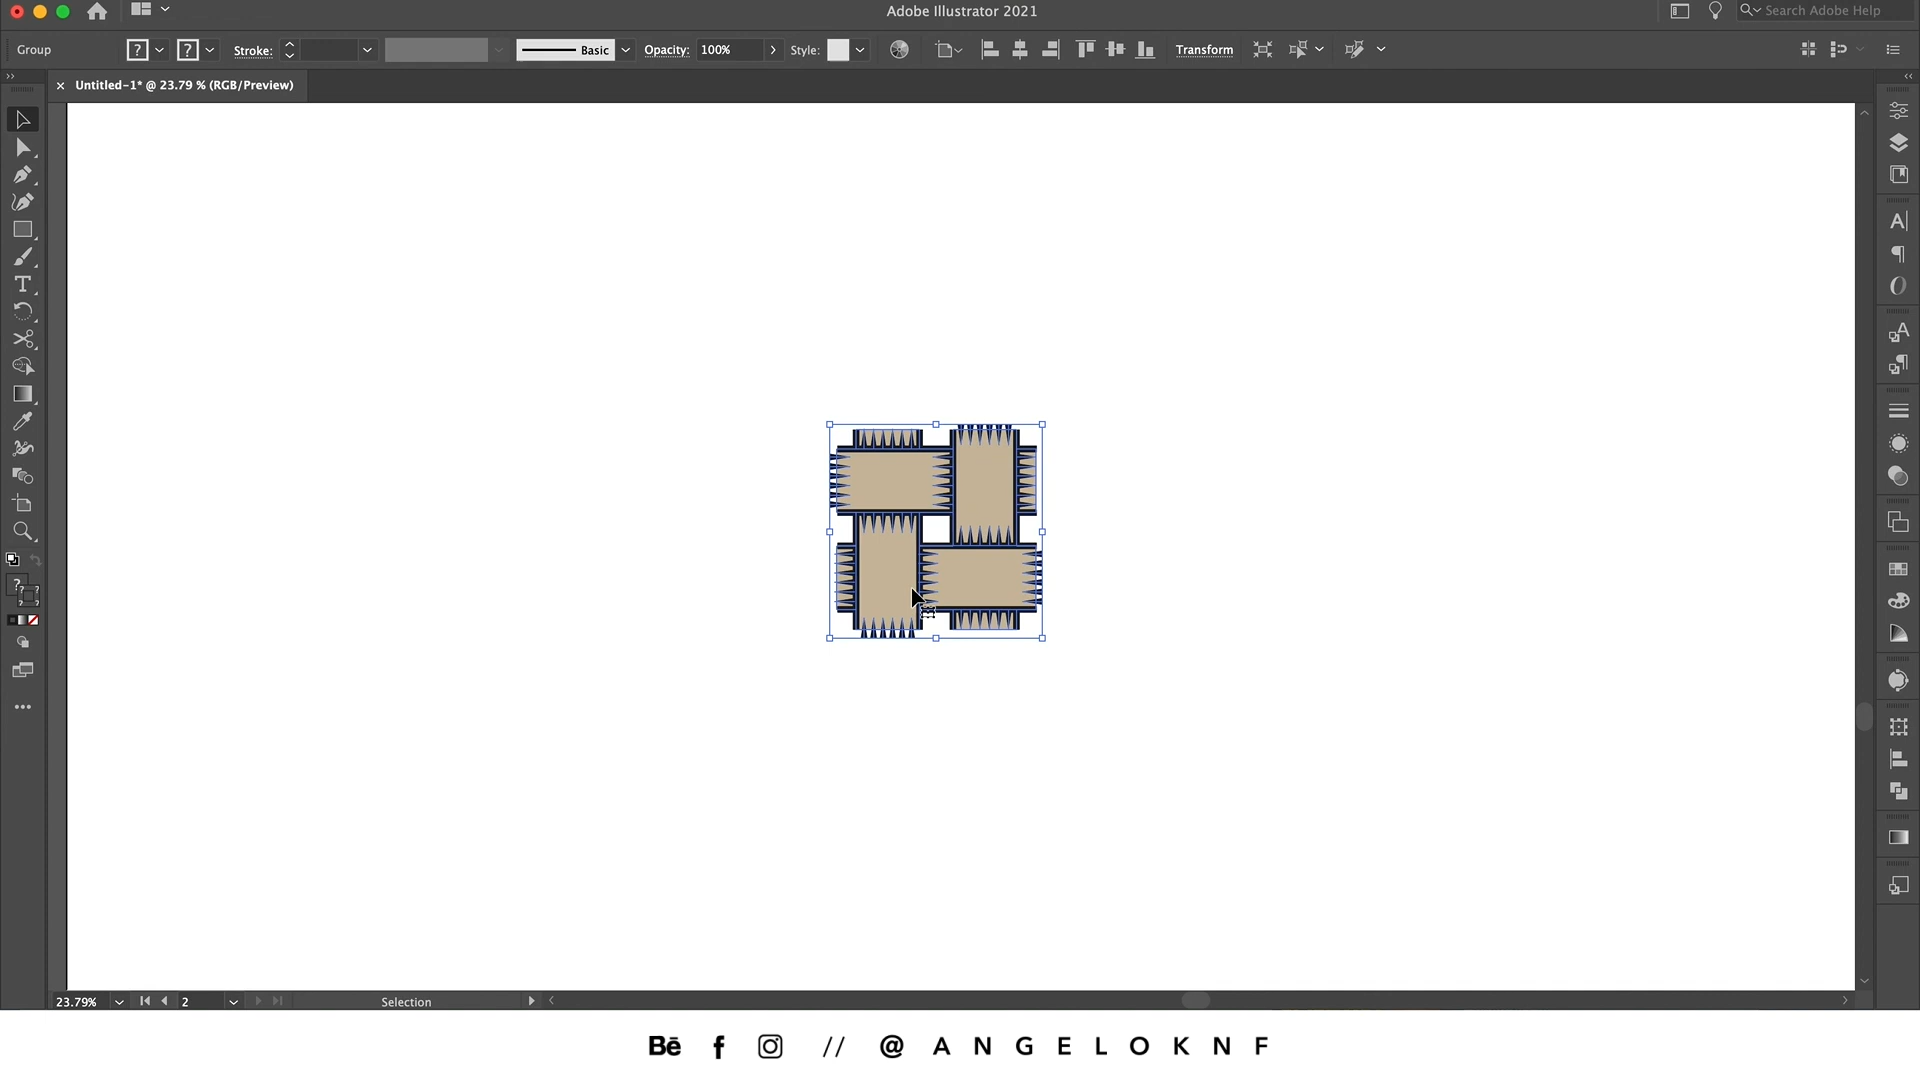 Adobe Illustrator 2021
Search Adobe Help
Group
?
?
Stroke:
Basic
Opacity: 100%
Style:
Transform
× Untitled-1* @ 23.79 % (RGB/Preview)
23.79%
2
Selection
Bē f // @ANGELOKNF